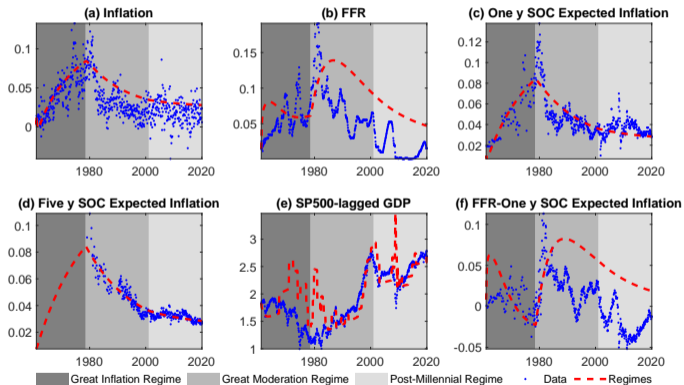 (a) Inflation
0.1
0.05
0
1980 2000 2020
(b) FFR
0.15
0.1
0.05
1980 2000 2020
(c) One y SOC Expected Inflation
0.12
0.1
0.08
0.06
0.04
0.02
1980 2000 2020
(d) Five y SOC Expected Inflation
0.1
0.08
0.06
0.04
0.02
1980 2000 2020
(e) SP500-lagged GDP
3
2.5
2
1.5
1
1980 2000 2020
(f) FFR-One y SOC Expected Inflation
0.1
0.05
0
-0.05
1980 2000 2020
Great Inflation Regime Great Moderation Regime Post-Millennial Regime Data Regimes